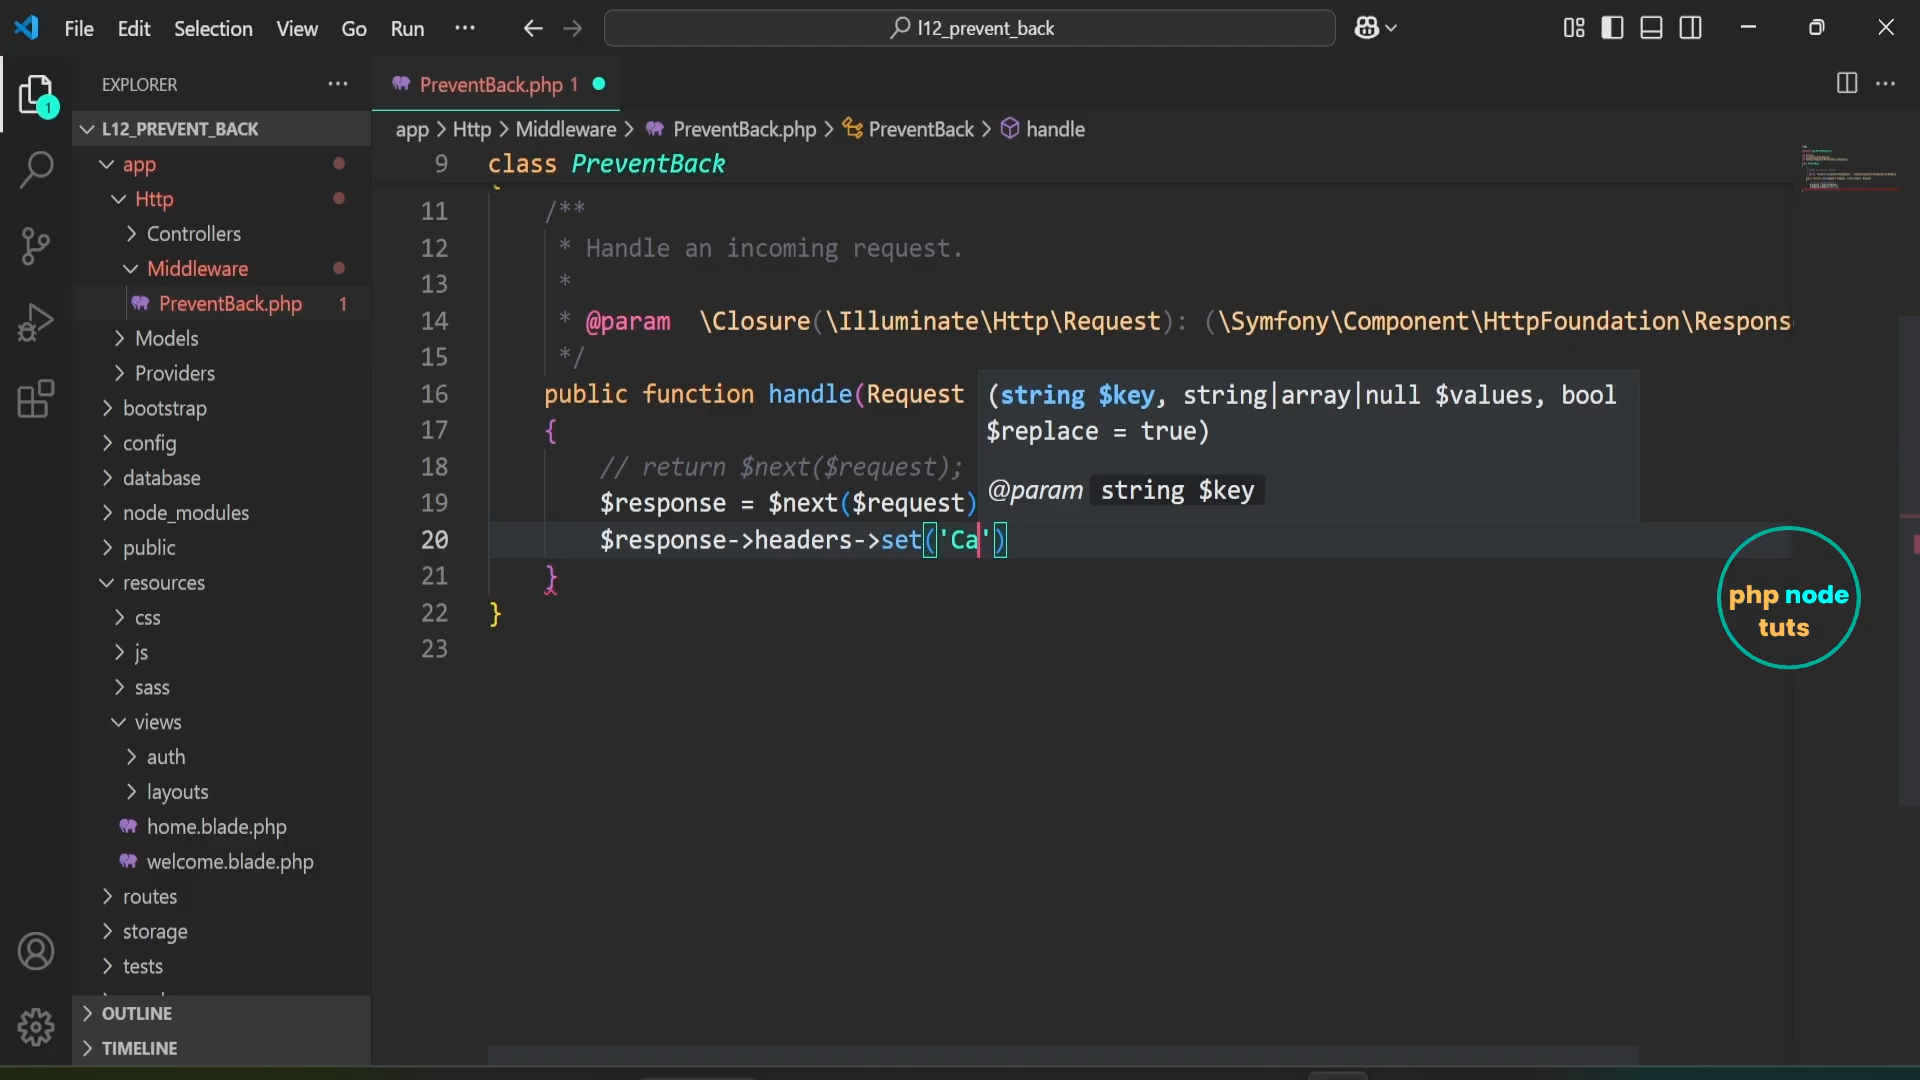 File Edit Selection View Go Run ... l12_prevent_back
EXPLORER
PreventBack.php 1
L12_PREVENT_BACK
app > Http > Middleware > PreventBack.php > PreventBack > handle
app
Http
Controllers
Middleware
PreventBack.php 1
Models
Providers
bootstrap
config
database
node_modules
public
resources
css
js
sass
views
auth
layouts
home.blade.php
welcome.blade.php
routes
storage
tests
OUTLINE
TIMELINE
1
9 class PreventBack
11 /**
12 * Handle an incoming request.
13 *
14 * @param \Closure(\Illuminate\Http\Request): (\Symfony\Component\HttpFoundation\Respons
15 */
16 public function handle(Request
17 {
18 // return $next($request);
19 $response = $next($request)
20 $response->headers->set('Ca')
21 }
22 }
23
(string $key, string|array|null $values, bool
$replace = true)
@param string $key
php node
tuts